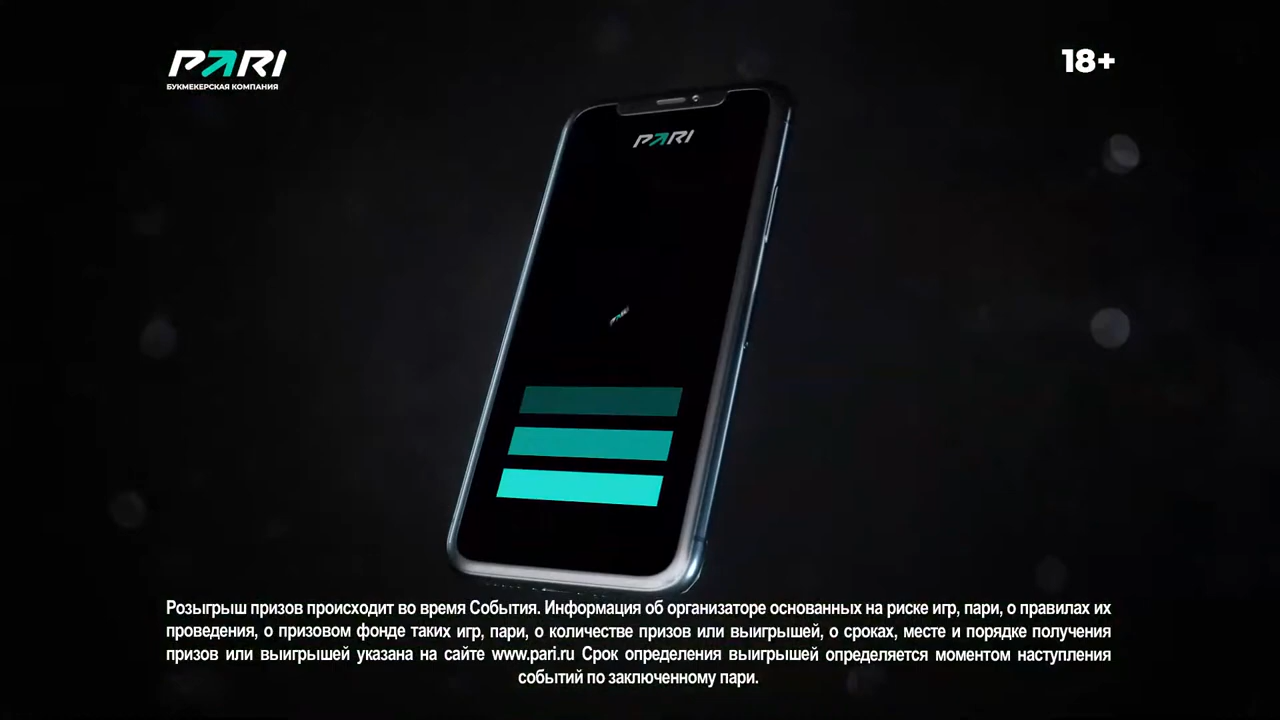 PARI
БУКМЕКЕРСКАЯ КОМПАНИЯ
18+
PARI
PARI
Розыгрыш призов происходит во время События. Информация об организаторе основанных на риске игр, пари, о правилах их
проведения, о призовом фонде таких игр, пари, о количестве призов или выигрышей, о сроках, месте и порядке получения
призов или выигрышей указана на сайте www.pari.ru Срок определения выигрышей определяется моментом наступления
событий по заключенному пари.